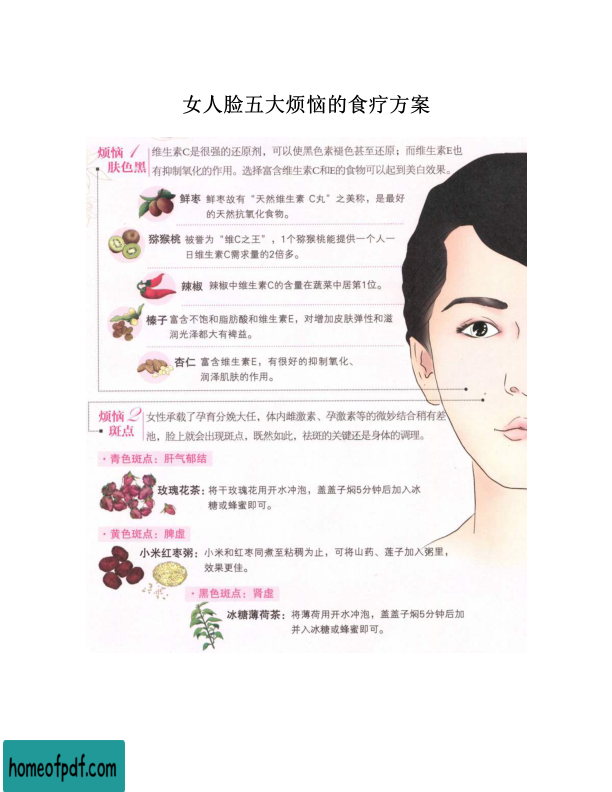 女人脸五大烦恼的食疗方案
烦恼1
肤色黑
维生素C是很强的还原剂，可以使黑色素褪色甚至还原；而维生素E也
有抑制氧化的作用。选择富含维生素C和E的食物可以起到美白效果。
鲜枣 鲜枣故有“天然维生素 C丸”之美称，是最好
的天然抗氧化食物。
猕猴桃 被誉为“维C之王”，1个猕猴桃能提供一个人一
日维生素C需求量的2倍多。
辣椒 辣椒中维生素C的含量在蔬菜中居第1位。
榛子 富含不饱和脂肪酸和维生素E，对增加皮肤弹性和滋
润光泽都大有裨益。
杏仁 富含维生素E，有很好的抑制氧化、
润泽肌肤的作用。
烦恼2
斑点
女性承载了孕育分娩大任，体内雌激素、孕激素等的微妙结合稍有差
池，脸上就会出现斑点，既然如此，祛斑的关键还是身体的调理。
·青色斑点：肝气郁结
玫瑰花茶：将干玫瑰花用开水冲泡，盖盖子焖5分钟后加入冰
糖或蜂蜜即可。
·黄色斑点：脾虚
小米红枣粥：小米和红枣同煮至粘稠为止，可将山药、莲子加入粥里，
效果更佳。
·黑色斑点：肾虚
冰糖薄荷茶：将薄荷用开水冲泡，盖盖子焖5分钟后加
并入冰糖或蜂蜜即可。
homeofpdf.com